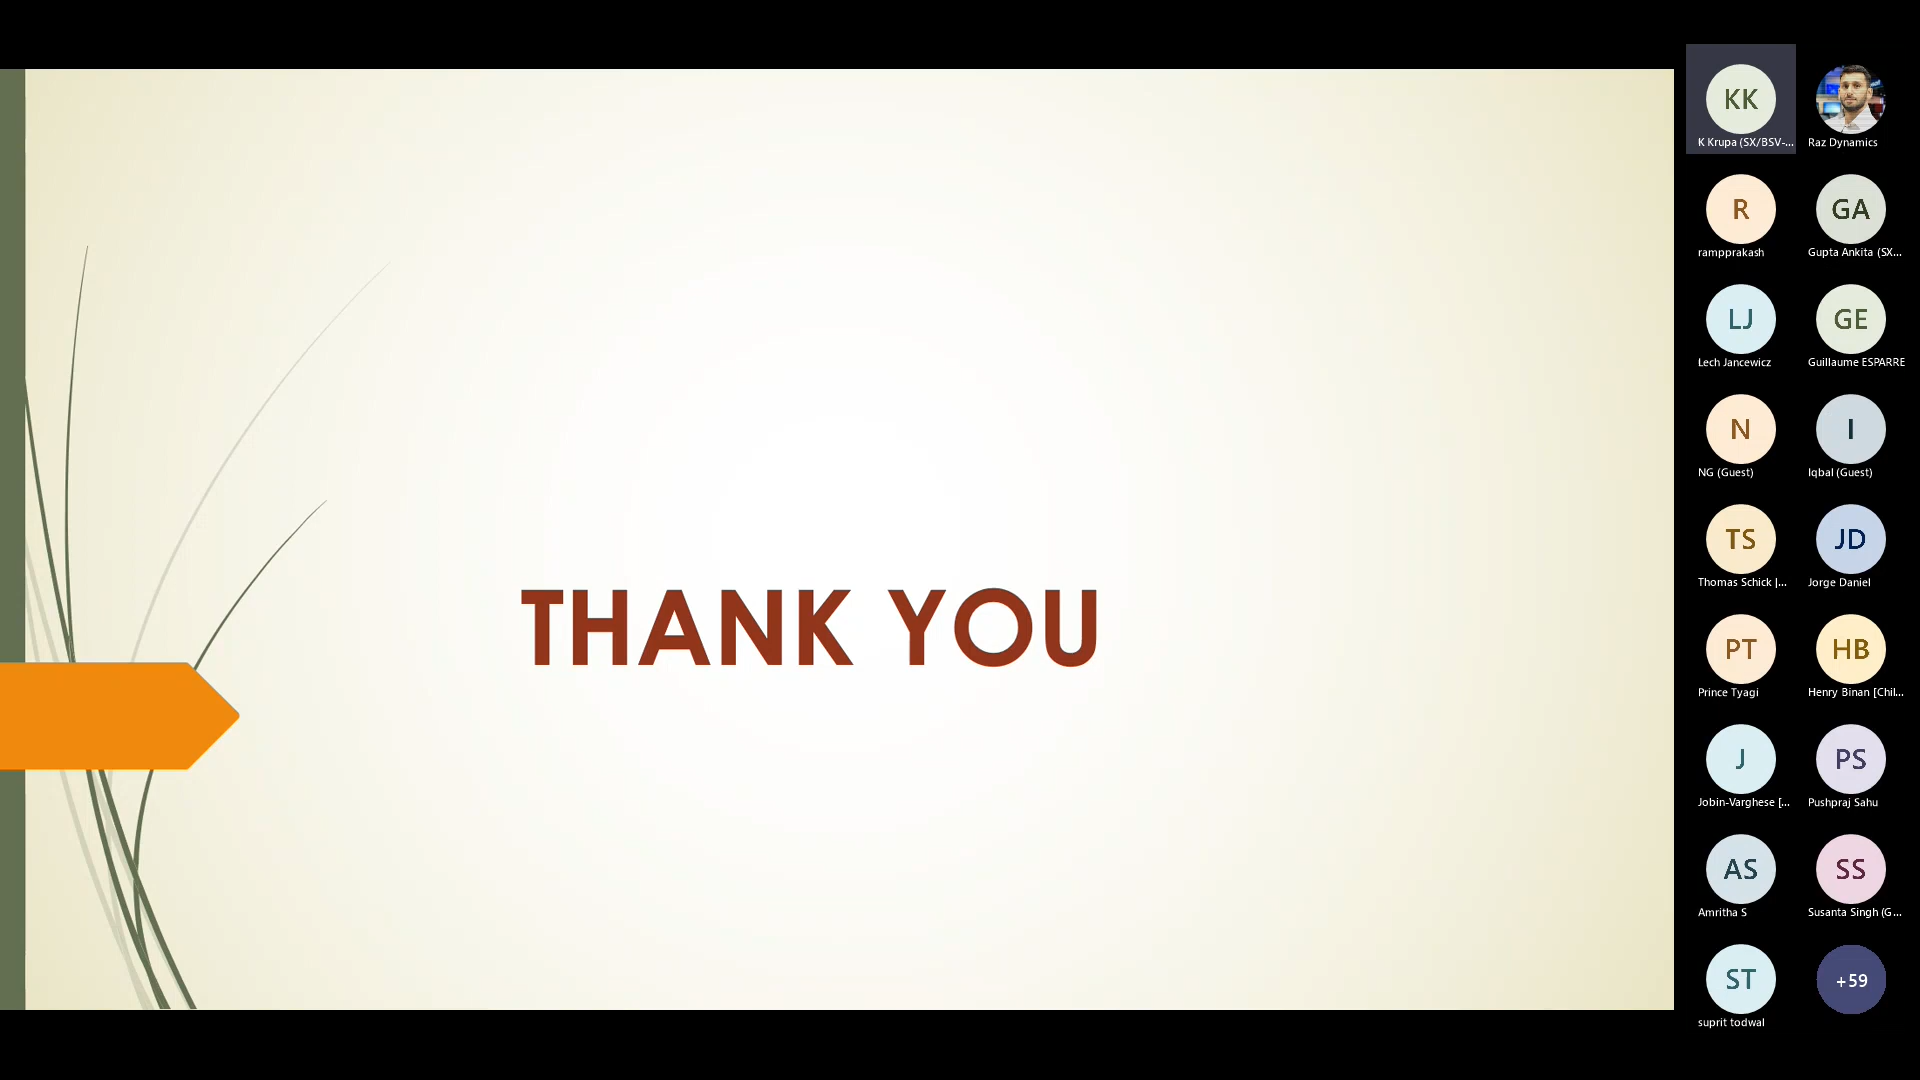 THANK YOU
KK
K Krupa (SX/BSV-...
Raz Dynamics
R
rampprakash
GA
Gupta Ankita (SX...
LJ
Lech Jancewicz
GE
Guillaume ESPARRE
N
NG (Guest)
I
Iqbal (Guest)
TS
Thomas Schick |...
JD
Jorge Daniel
PT
Prince Tyagi
HB
Henry Binan [Chil...
J
Jobin-Varghese [...
PS
Pushpraj Sahu
AS
Amritha S
SS
Susanta Singh (G...
ST
suprit todwal
+59